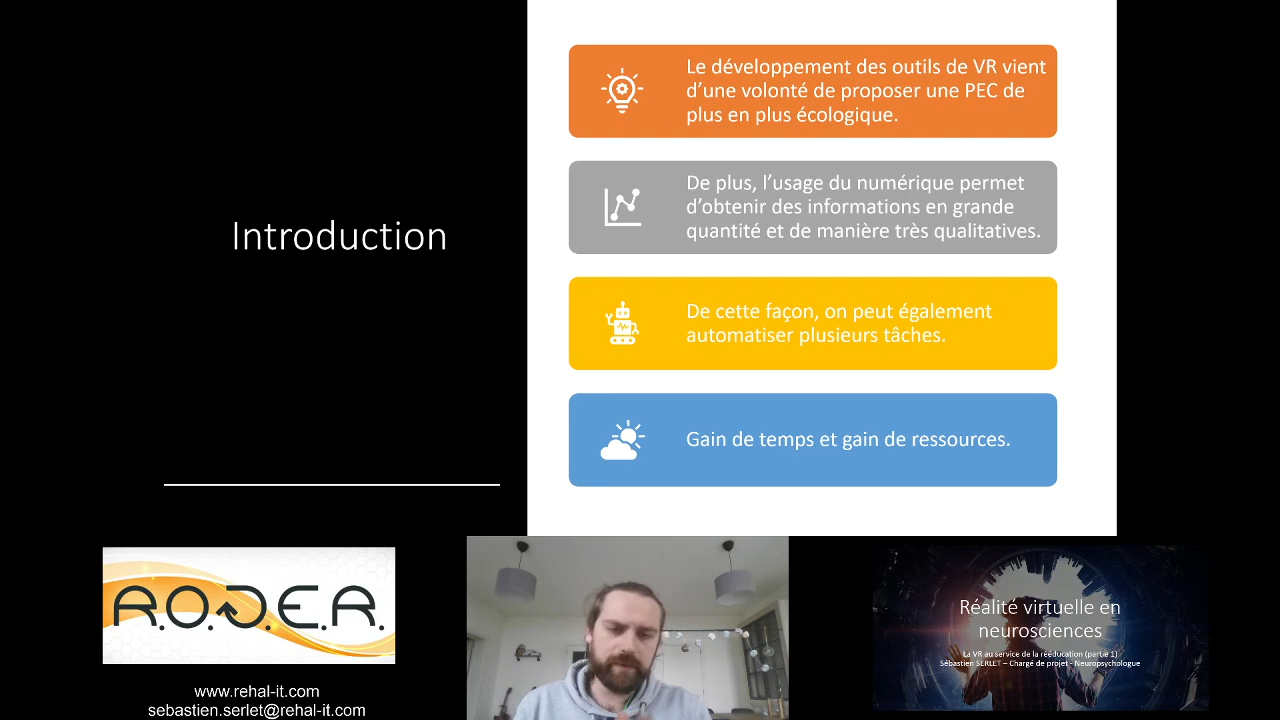 Introduction
Le développement des outils de VR vient
d’une volonté de proposer une PEC de
plus en plus écologique.
De plus, l’usage du numérique permet
d’obtenir des informations en grande
quantité et de manière très qualitatives.
De cette façon, on peut également
automatiser plusieurs tâches.
Gain de temps et gain de ressources.
R.O.D.E.R.
www.rehal-it.com
sebastien.serlet@rehal-it.com
Réalité virtuelle en
neurosciences
La VR au service de la rééducation (partie 1)
Sébastien SERLET – Chargé de projet - Neuropsychologue